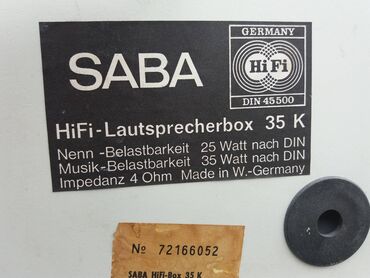 SABA
GERMANY
HiFi
DIN 45500
HiFi-Lautsprecherbox 35 K
Nenn-Belastbarkeit 25 Watt nach DIN
Musik-Belastbarkeit 35 Watt nach DIN
Impedanz 4 Ohm Made in W.-Germany
№ 72166052
SABA HiFi-Box 35 K